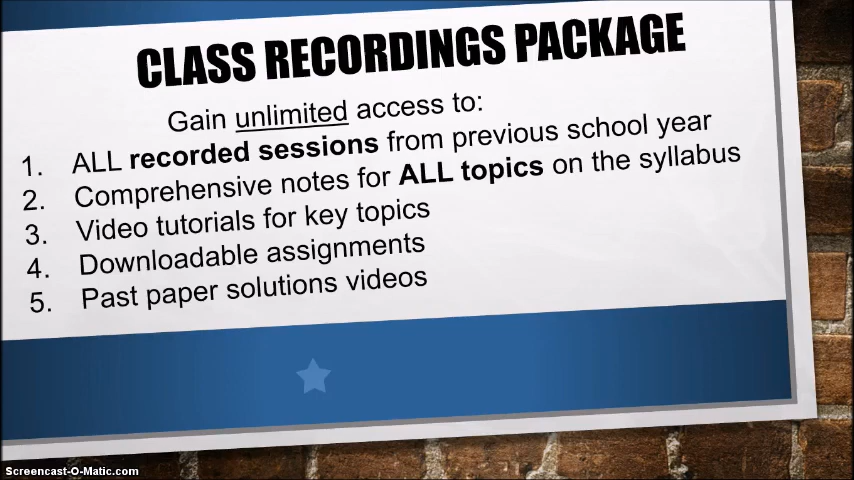 CLASS RECORDINGS PACKAGE
Gain unlimited access to:
1. ALL recorded sessions from previous school year
2. Comprehensive notes for ALL topics on the syllabus
3. Video tutorials for key topics
4. Downloadable assignments
5. Past paper solutions videos
Screencast-O-Matic.com